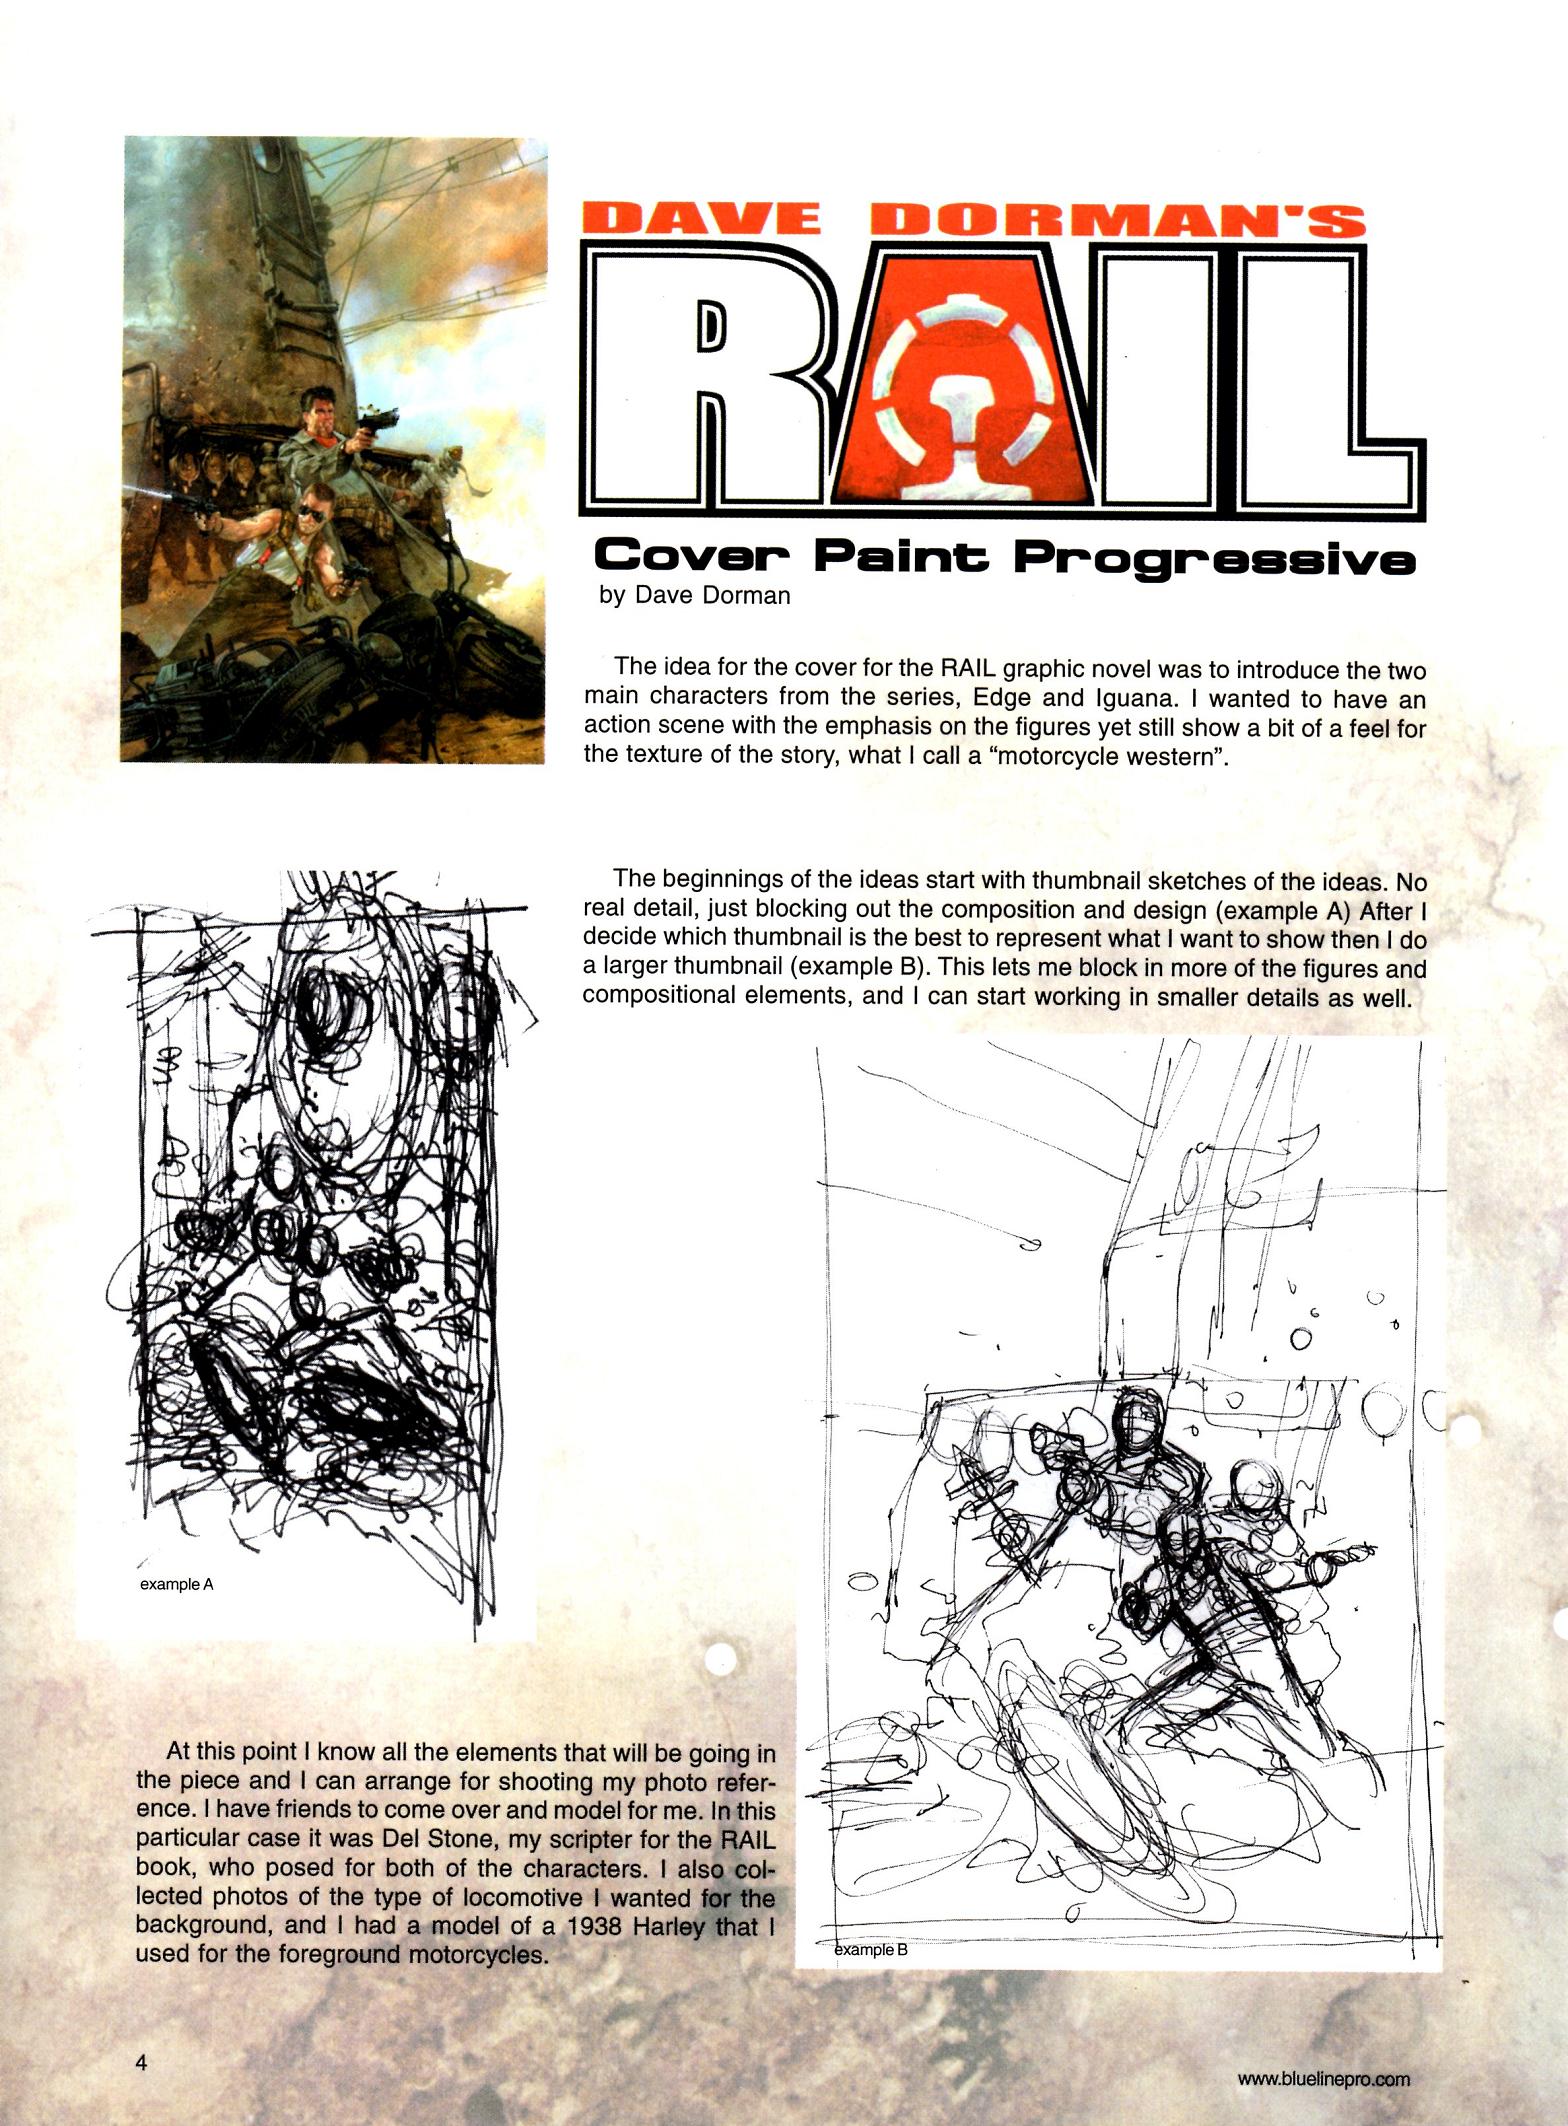 DAVE DORMAN'S
RAIL
Cover Paint Progressive
by Dave Dorman
The idea for the cover for the RAIL graphic novel was to introduce the two
main characters from the series, Edge and Iguana. I wanted to have an
action scene with the emphasis on the figures yet still show a bit of a feel for
the texture of the story, what I call a “motorcycle western”.
The beginnings of the ideas start with thumbnail sketches of the ideas. No
real detail, just blocking out the composition and design (example A) After I
decide which thumbnail is the best to represent what I want to show then I do
a larger thumbnail (example B). This lets me block in more of the figures and
compositional elements, and I can start working in smaller details as well.
example A
At this point I know all the elements that will be going in
the piece and I can arrange for shooting my photo refer-
ence. I have friends to come over and model for me. In this
particular case it was Del Stone, my scripter for the RAIL
book, who posed for both of the characters. I also col-
lected photos of the type of locomotive I wanted for the
background, and I had a model of a 1938 Harley that I
used for the foreground motorcycles.
example B
4
www.bluelinepro.com